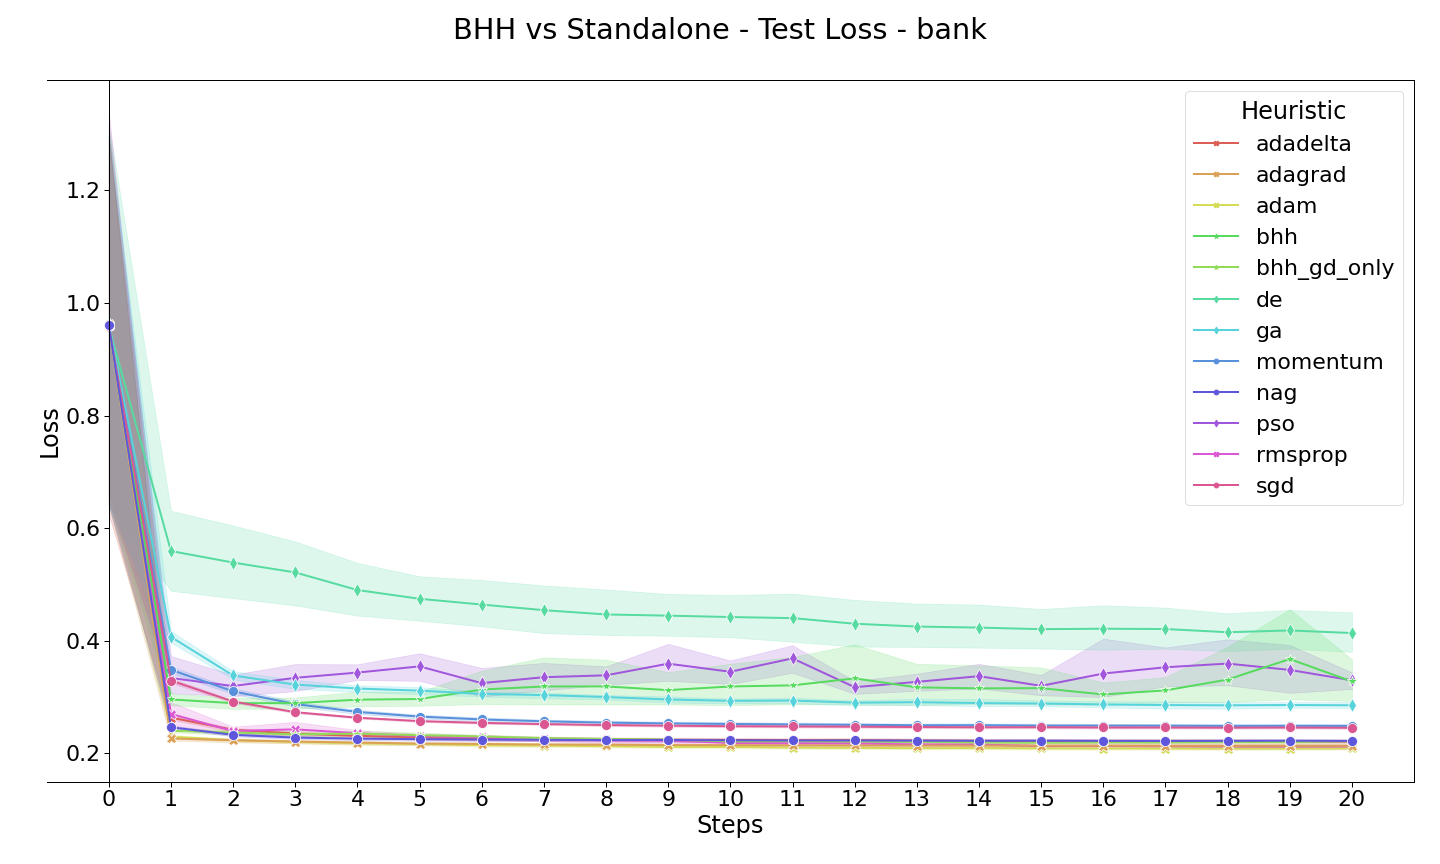 BHH vs Standalone - Test Loss - bank
Heuristic
adadelta
adagrad
adam
bhh
bhh_gd_only
de
ga
momentum
nag
pso
rmsprop
sgd
Loss
1.2
1.0
0.8
0.6
0.4
0.2
0 1 2 3 4 5 6 7 8 9 10 11 12 13 14 15 16 17 18 19 20
Steps